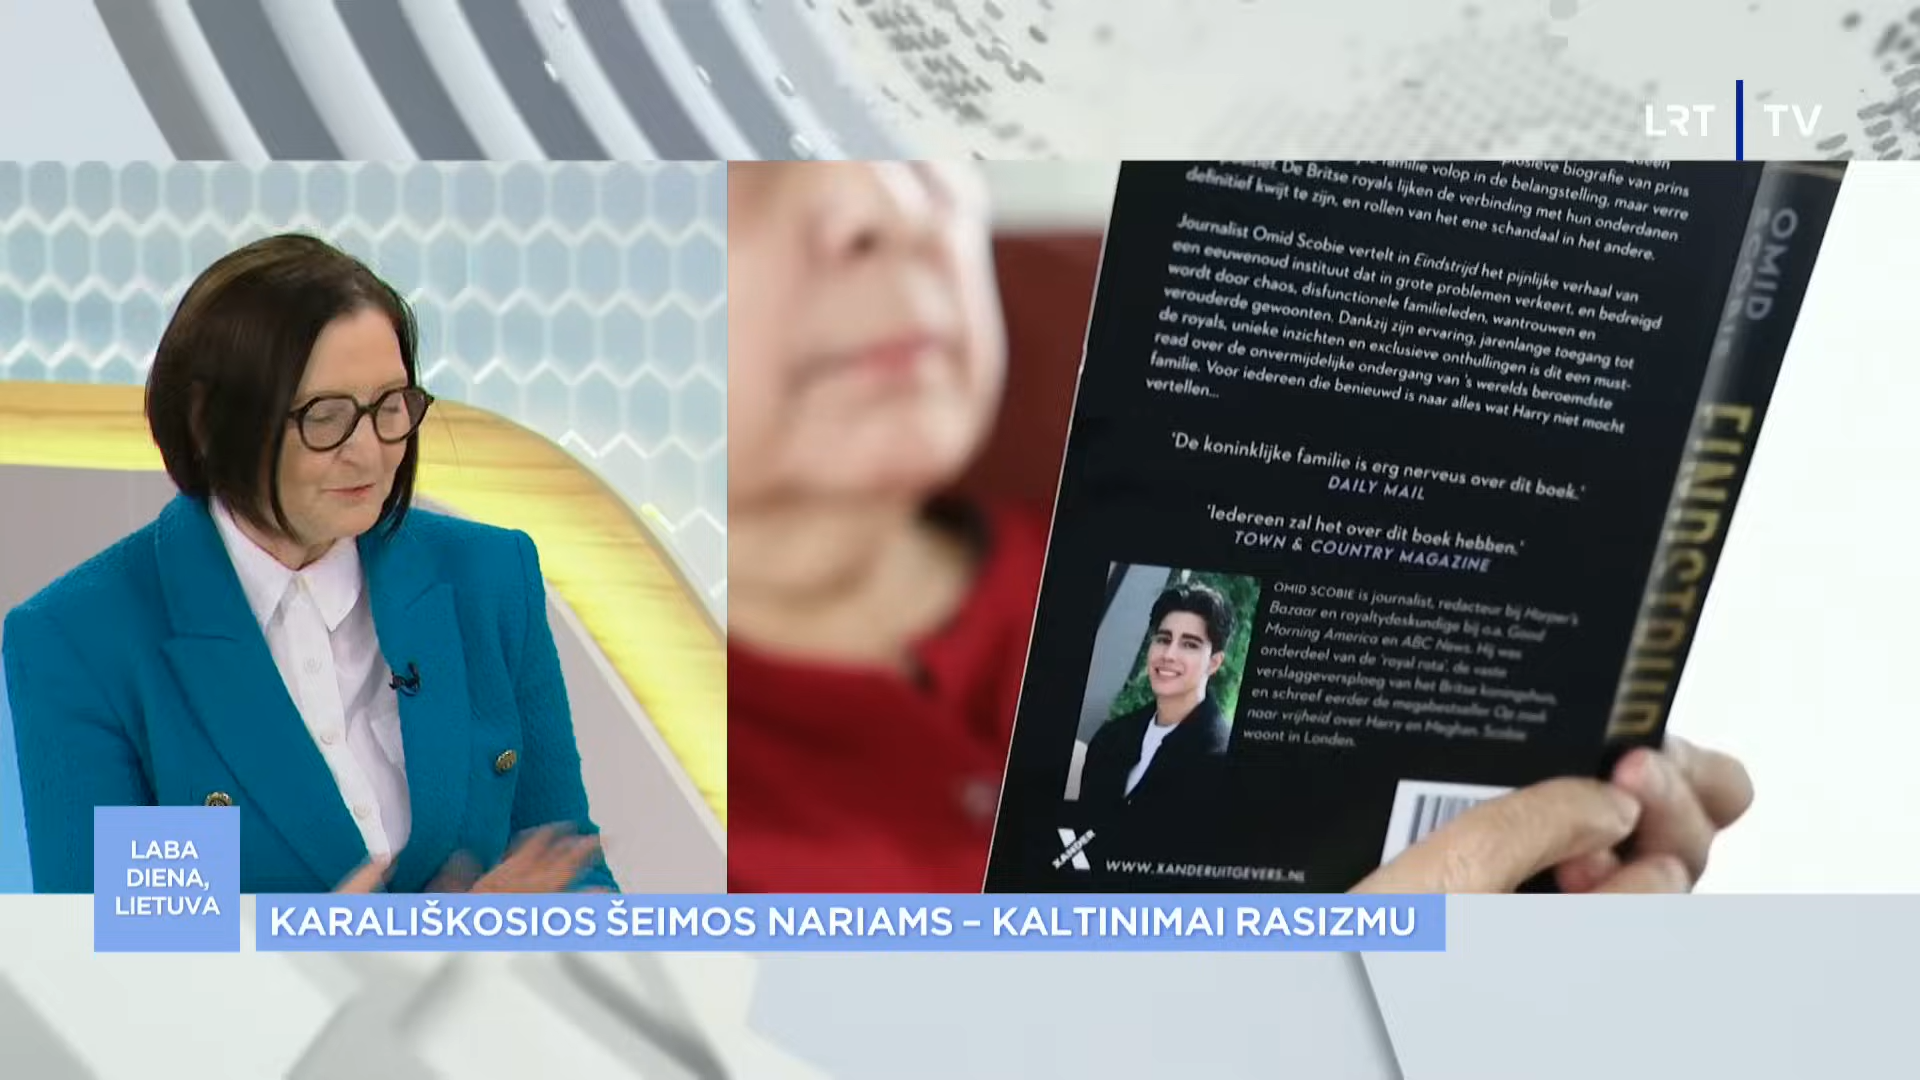 LRT TV
familie volop in de belangstelling, maar verre
plosieve biografie van prins
De Britse royals lijken de verbinding met hun onderdanen
definitief kwijt te zijn, en rollen van het ene schandaal in het andere.
Journalist Omid Scobie vertelt in Eindstrijd het pijnlijke verhaal van
een eeuwenoud instituut dat in grote problemen verkeert, en bedreigd
wordt door chaos, disfunctionele familieleden, wantrouwen en
verouderde gewoonten. Dankzij zijn ervaring, jarenlange toegang tot
de royals, unieke inzichten en exclusieve onthullingen is dit een must-
read over de onvermijdelijke ondergang van 's werelds beroemdste
familie. Voor iedereen die benieuwd is naar alles wat Harry niet mocht
vertellen...
'De koninklijke familie is erg nerveus over dit boek.'
DAILY MAIL
'Iedereen zal het over dit boek hebben.'
TOWN & COUNTRY MAGAZINE
OMID SCOBIE is journalist, redacteur bij Harper's
Bazaar en royaltydeskundige bij o.a. Good
Morning America en ABC News. Hij was
onderdeel van de 'royal rota', de vaste
verslaggeversploeg van het Britse koningshuis,
en schreef eerder de megabestseller Op zoek
naar vrijheid over Harry en Meghan. Scobie
woont in Londen.
XANDER
WWW.XANDERUITGEVERS.NL
OMID
SCOBIE
EINDSTRIJD
LABA
DIENA,
LIETUVA
KARALIŠKOSIOS ŠEIMOS NARIAMS – KALTINIMAI RASIZMU